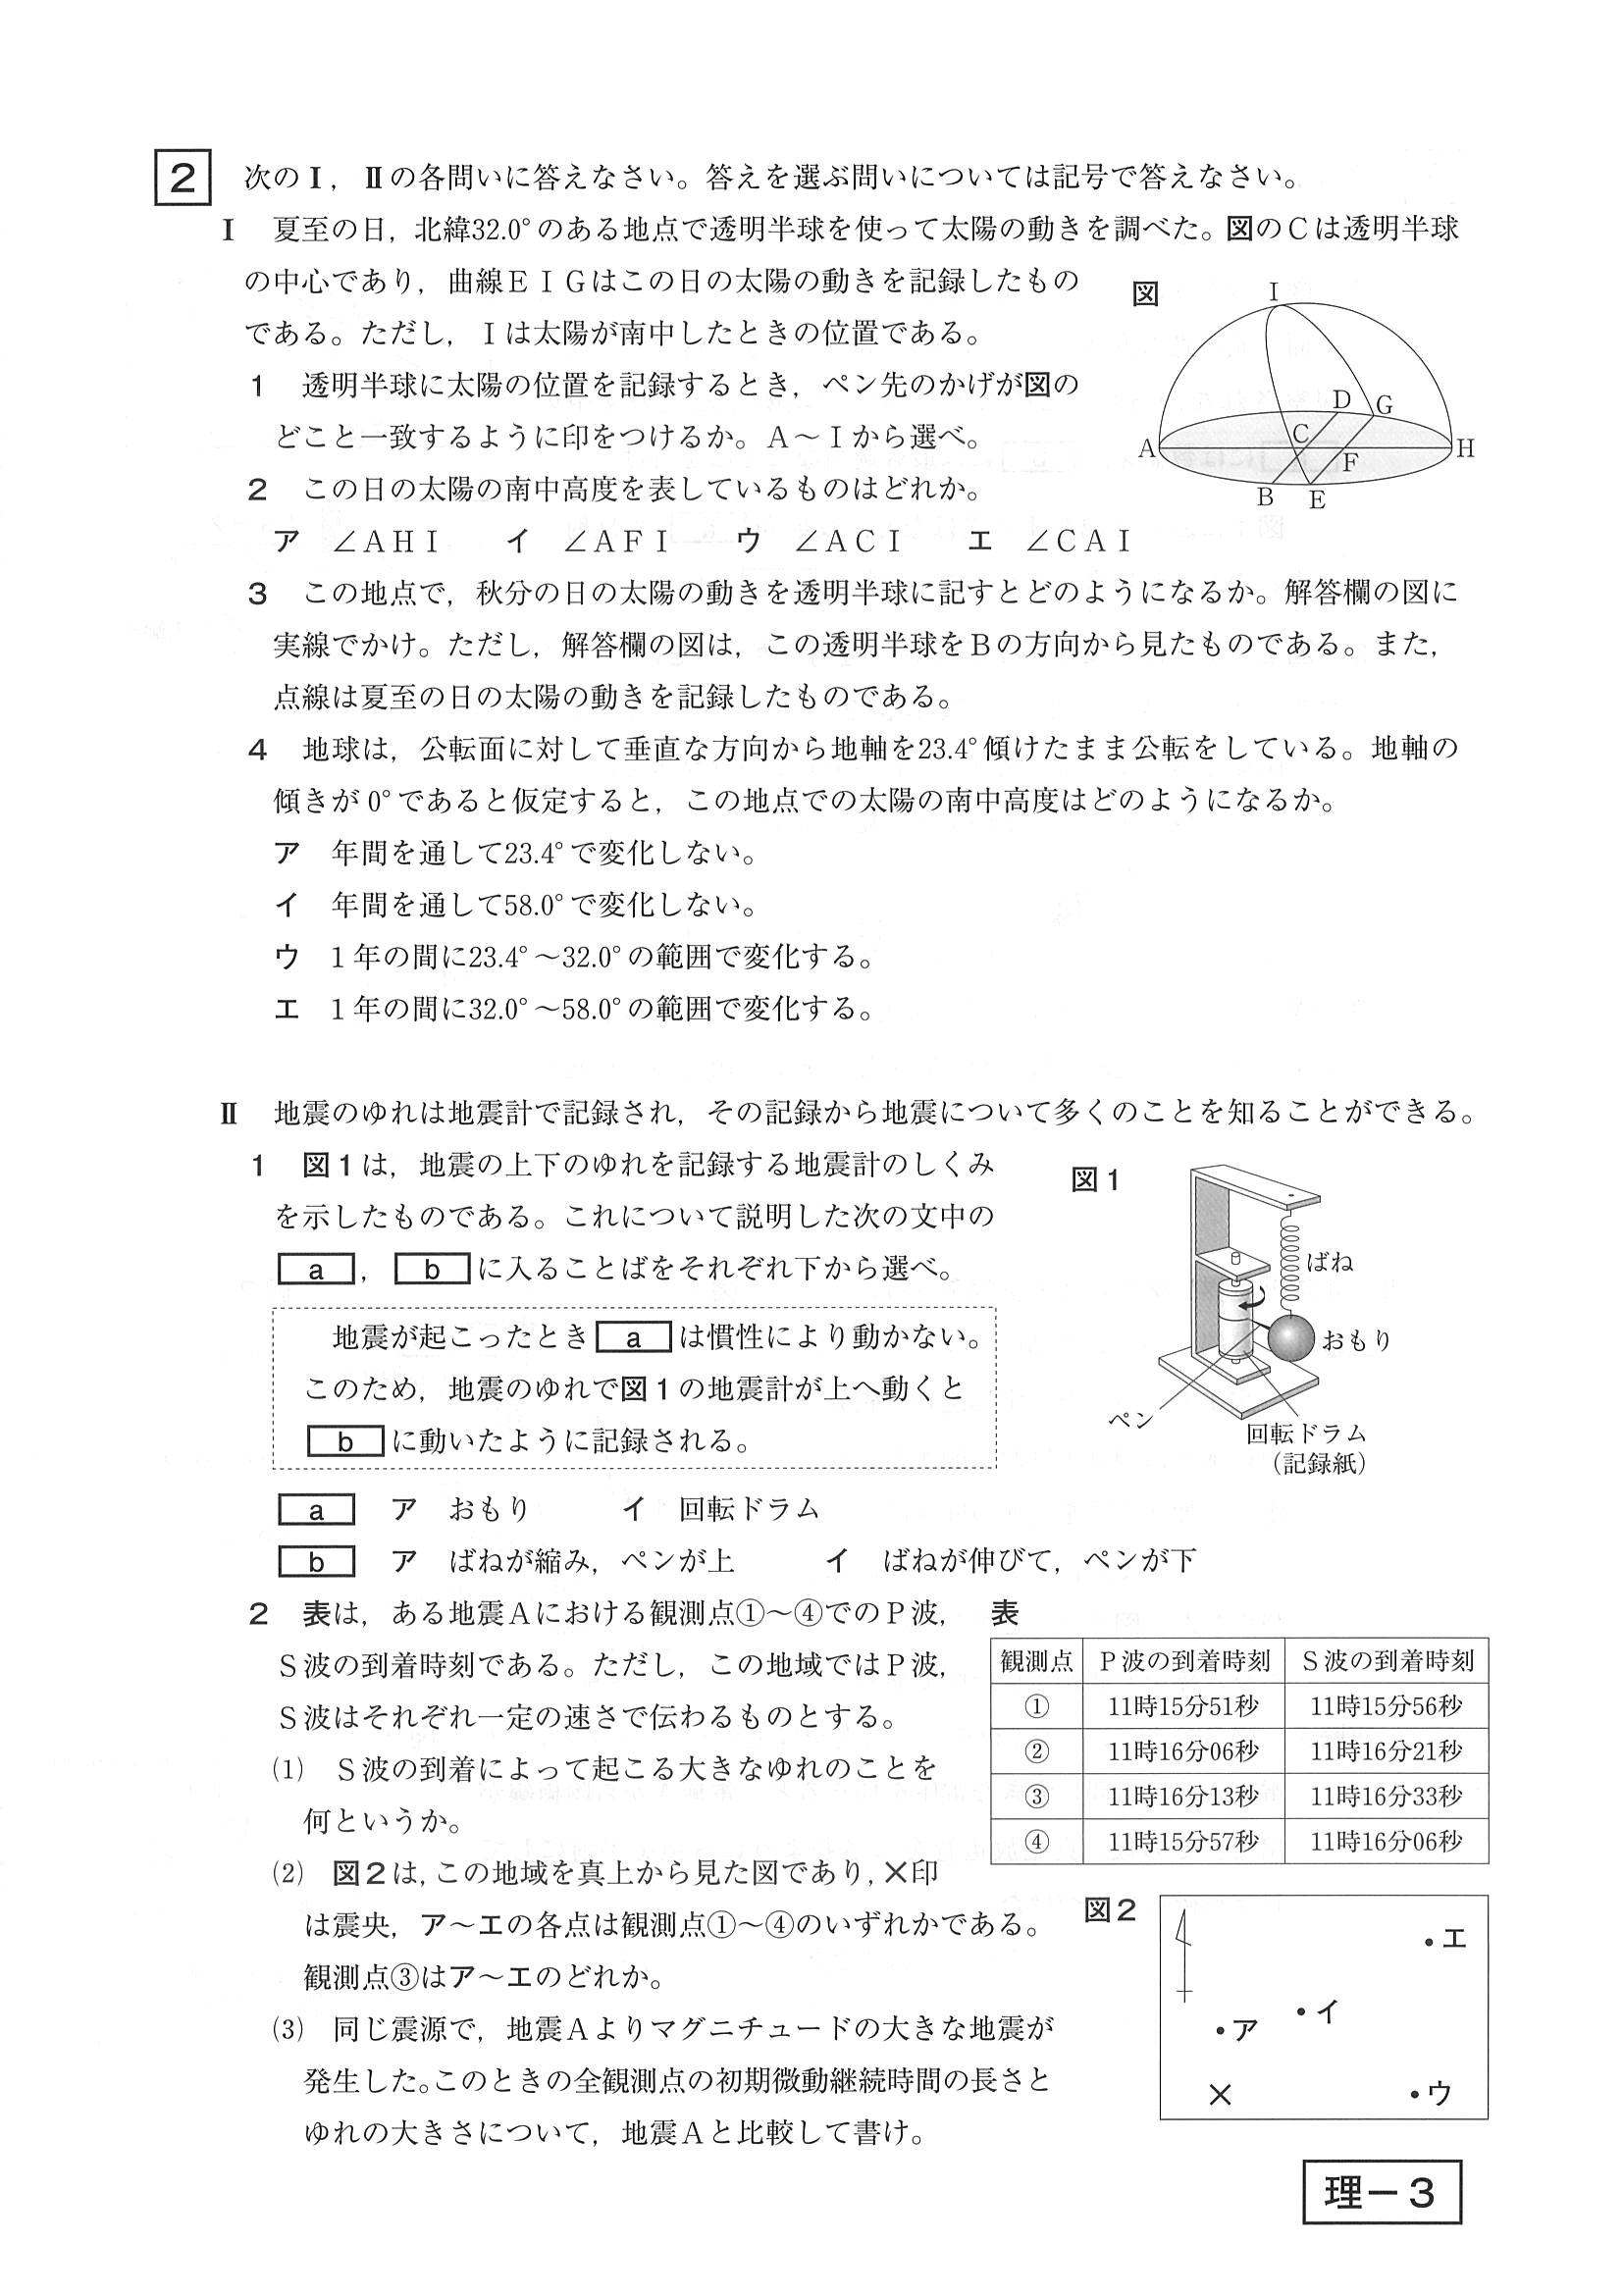 2 次のⅠ，Ⅱの各問いに答えなさい。答えを選ぶ問いについては記号で答えなさい。
Ⅰ 夏至の日，北緯32.0°のある地点で透明半球を使って太陽の動きを調べた。図のＣは透明半球
の中心であり，曲線ＥＩＧはこの日の太陽の動きを記録したもの
である。ただし，Ｉは太陽が南中したときの位置である。
1 透明半球に太陽の位置を記録するとき，ペン先のかげが図の
どこと一致するように印をつけるか。Ａ～Ｉから選べ。
2 この日の太陽の南中高度を表しているものはどれか。
ア ∠ＡＨＩ イ ∠ＡＦＩ ウ ∠ＡＣＩ エ ∠ＣＡＩ
図
I
D
G
C
A
H
F
B
E
3 この地点で，秋分の日の太陽の動きを透明半球に記すとどのようになるか。解答欄の図に
実線でかけ。ただし，解答欄の図は，この透明半球をＢの方向から見たものである。また，
点線は夏至の日の太陽の動きを記録したものである。
4 地球は，公転面に対して垂直な方向から地軸を23.4°傾けたまま公転をしている。地軸の
傾きが0°であると仮定すると，この地点での太陽の南中高度はどのようになるか。
ア 年間を通して23.4°で変化しない。
イ 年間を通して58.0°で変化しない。
ウ 1年の間に23.4°～32.0°の範囲で変化する。
エ 1年の間に32.0°～58.0°の範囲で変化する。
Ⅱ 地震のゆれは地震計で記録され，その記録から地震について多くのことを知ることができる。
1 図1は，地震の上下のゆれを記録する地震計のしくみ
を示したものである。これについて説明した次の文中の
a ， b に入ることばをそれぞれ下から選べ。
地震が起こったとき a は慣性により動かない。
このため，地震のゆれで図1の地震計が上へ動くと
b に動いたように記録される。
図1
ばね
おもり
ペン
回転ドラム
（記録紙）
a ア おもり イ 回転ドラム
b ア ばねが縮み，ペンが上 イ ばねが伸びて，ペンが下
2 表は，ある地震Ａにおける観測点①～④でのＰ波，
Ｓ波の到着時刻である。ただし，この地域ではＰ波，
Ｓ波はそれぞれ一定の速さで伝わるものとする。
(1) Ｓ波の到着によって起こる大きなゆれのことを
何というか。
表
観測点 Ｐ波の到着時刻 Ｓ波の到着時刻
① 11時15分51秒 11時15分56秒
② 11時16分06秒 11時16分21秒
③ 11時16分13秒 11時16分33秒
④ 11時15分57秒 11時16分06秒
(2) 図2は，この地域を真上から見た図であり，×印
は震央，ア～エの各点は観測点①～④のいずれかである。
観測点③はア～エのどれか。
(3) 同じ震源で，地震Ａよりマグニチュードの大きな地震が
発生した。このときの全観測点の初期微動継続時間の長さと
ゆれの大きさについて，地震Ａと比較して書け。
図2
エ
イ
ア
×
ウ
理－3